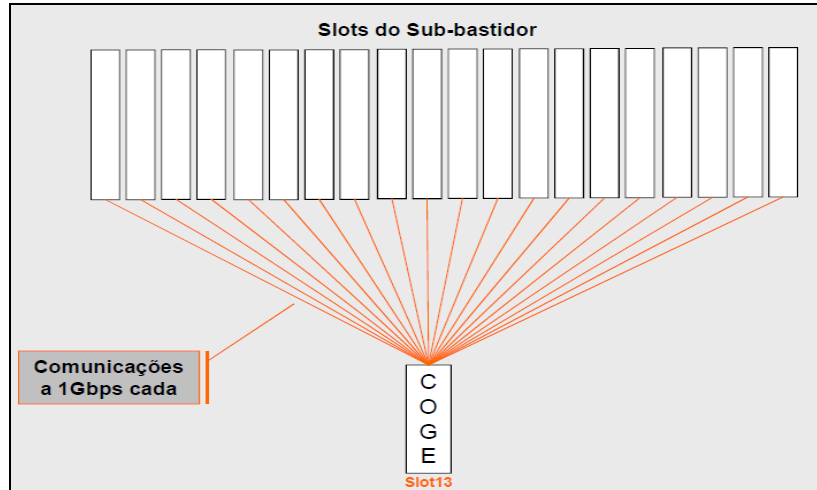 Slots do Sub-bastidor
Comunicações
a 1Gbps cada
C
O
G
E
Slot13